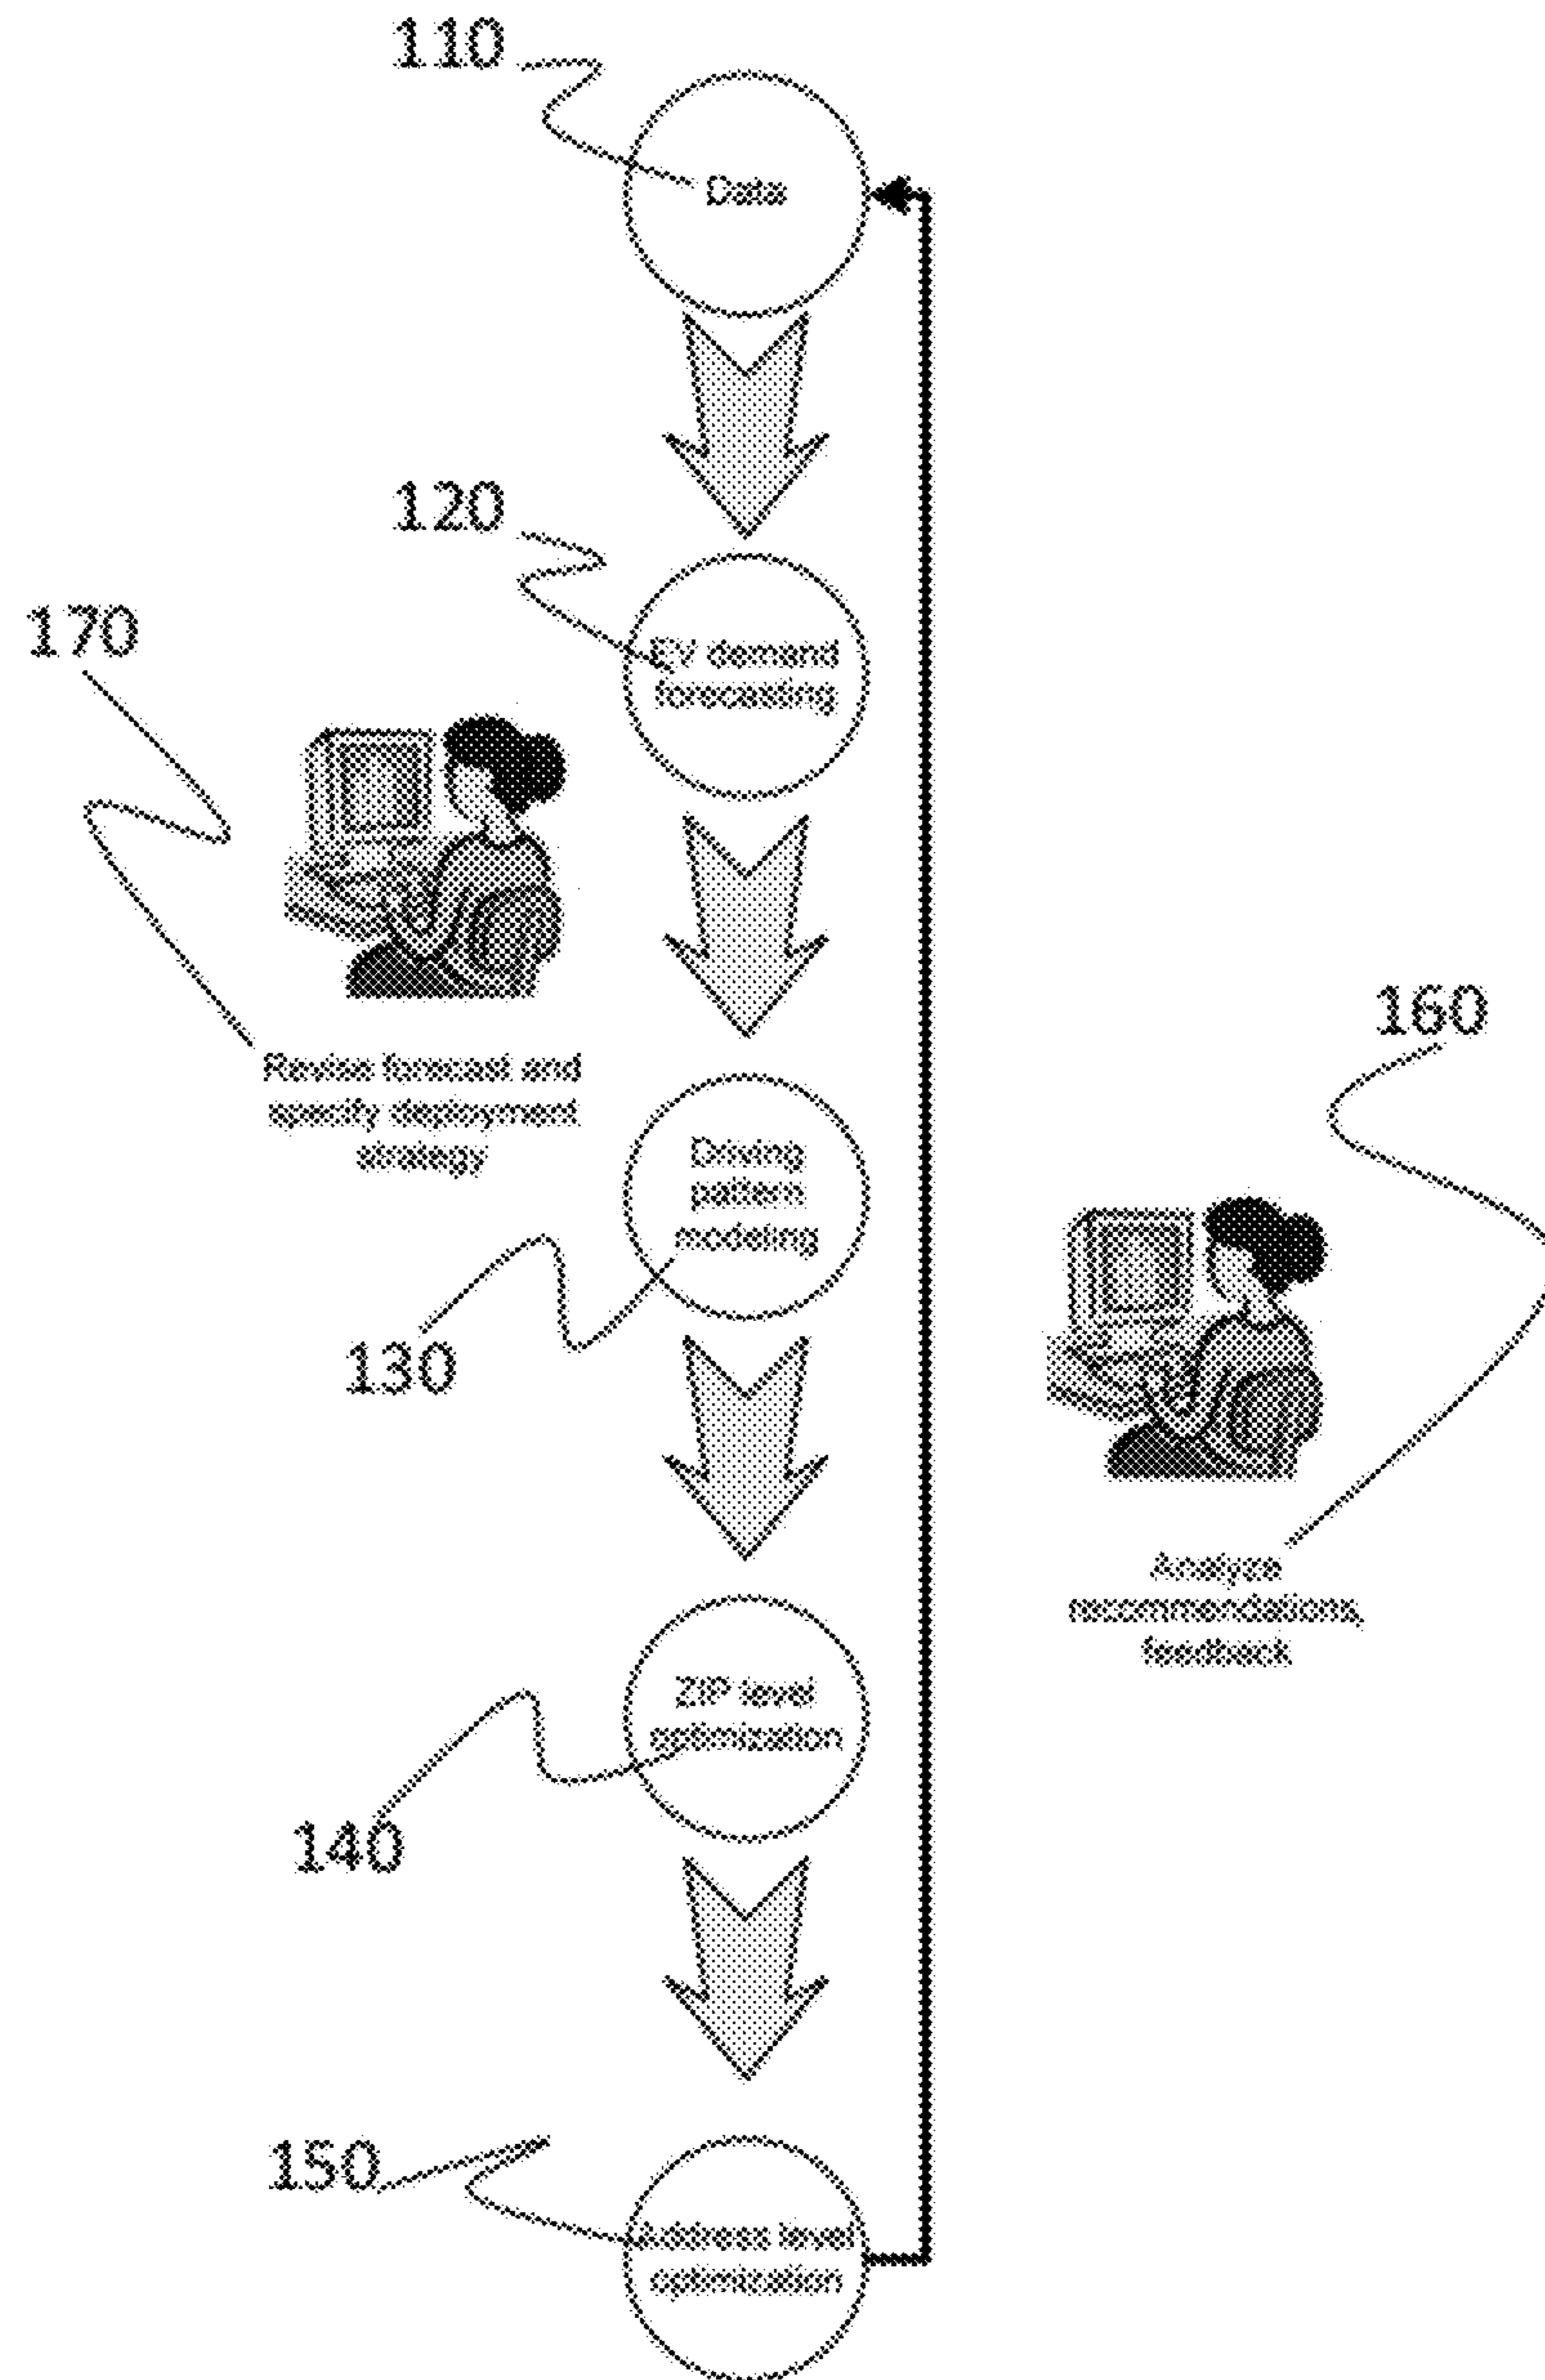 110
Data
120
EV demand
forecasting
170
Revise forecast and
specify deployment
strategy
160
Driving
pattern
modeling
130
Analyze
recommendations,
feedback
ZIP level
optimization
140
150
Address level
optimization